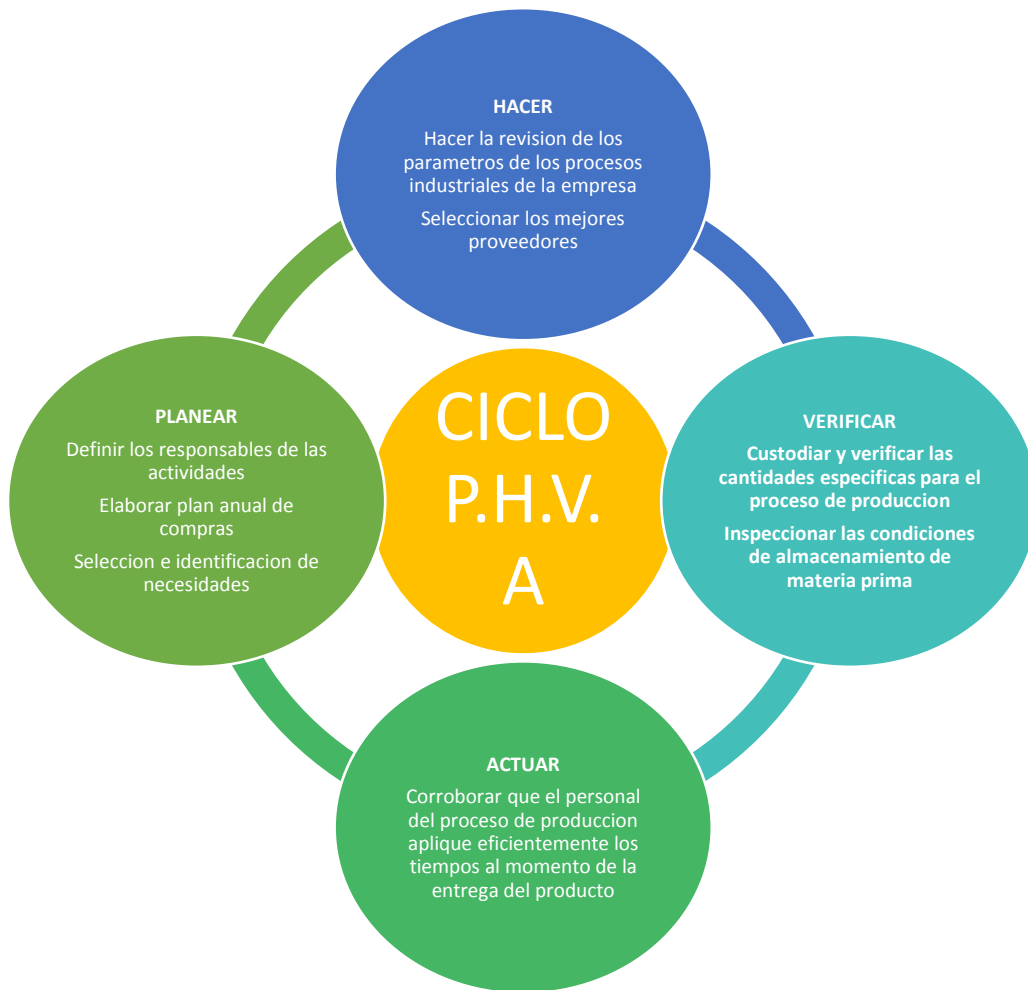 HACER
Hacer la revision de los
parametros de los procesos
industriales de la empresa
Seleccionar los mejores
proveedores
PLANEAR
Definir los responsables de las
actividades
Elaborar plan anual de
compras
Seleccion e identificacion de
necesidades
CICLO
P.H.V.
A
VERIFICAR
Custodiar y verificar las
cantidades especificas para el
proceso de produccion
Inspeccionar las condiciones
de almacenamiento de
materia prima
ACTUAR
Corroborar que el personal
del proceso de produccion
aplique eficientemente los
tiempos al momento de la
entrega del producto